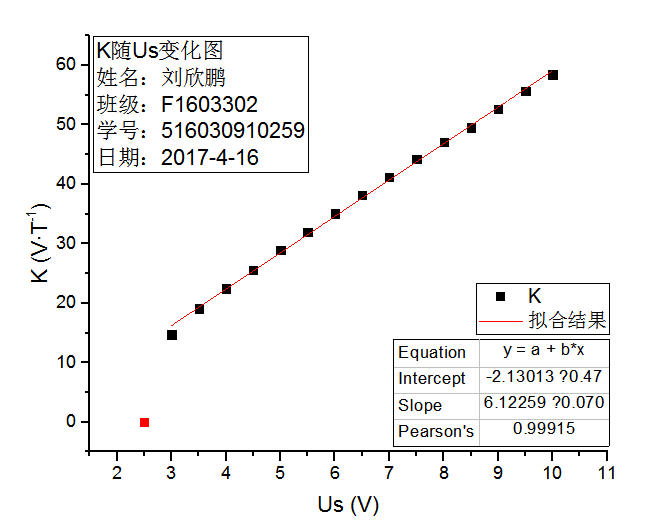 K随Us变化图
姓名：刘欣鹏
班级：F1603302
学号：516030910259
日期：2017-4-16
60
50
40
30
20
10
0
K (V·T⁻¹)
K
拟合结果
Equation y = a + b*x
Intercept -2.13013 ?0.47
Slope 6.12259 ?0.070
Pearson's 0.99915
2 3 4 5 6 7 8 9 10 11
Us (V)